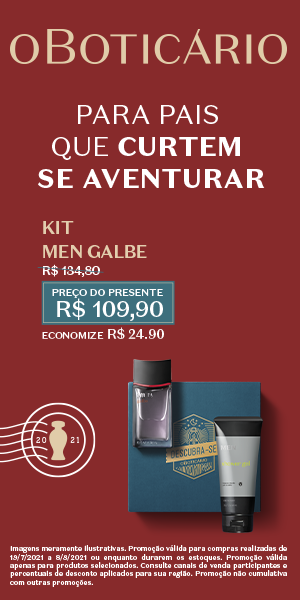 OBOTICÁRIO
PARA PAIS
QUE CURTEM
SE AVENTURAR
KIT
MEN GALBE
R$ 134,80
PREÇO DO PRESENTE
R$ 109,90
ECONOMIZE R$ 24.90
20 21
DESCUBRA-SE
O BOTICÁRIO
Imagens meramente ilustrativas. Promoção válida para compras realizadas de
19/7/2021 a 8/8/2021 ou enquanto durarem os estoques. Promoção válida
apenas para produtos selecionados. Consulte canais de venda participantes e
percentuais de desconto aplicados para sua região. Promoção não cumulativa
com outras promoções.